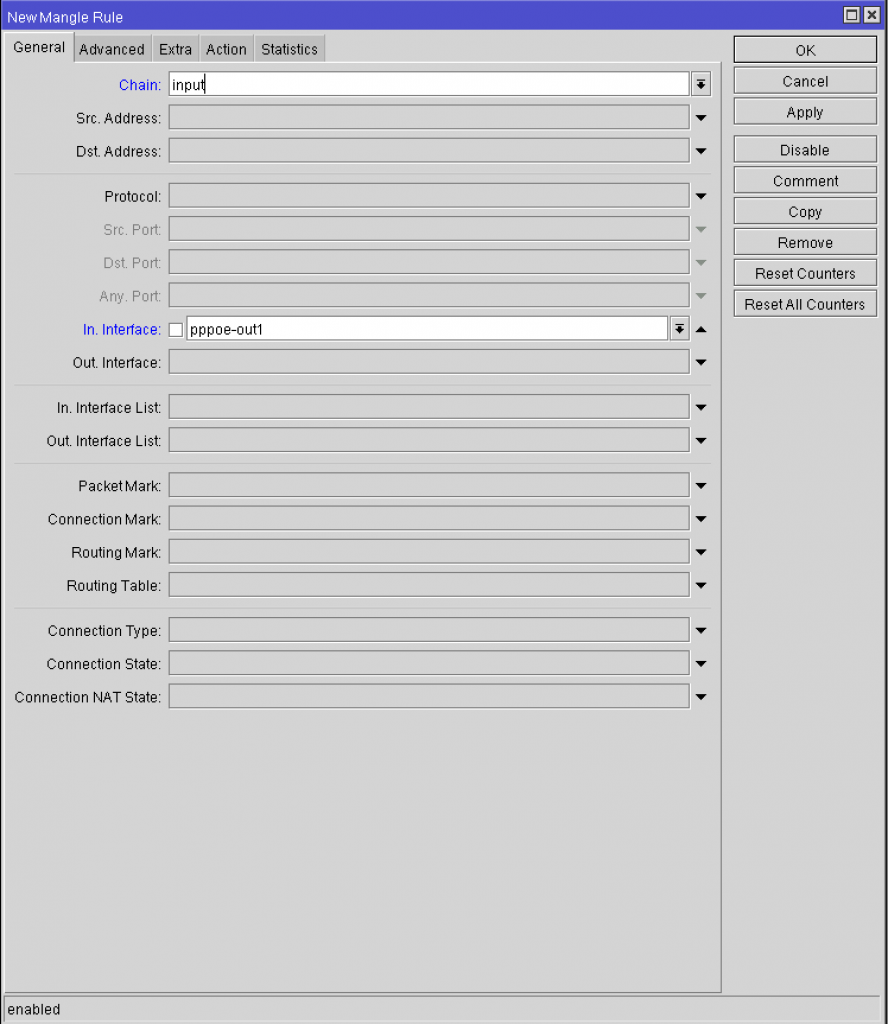 New Mangle Rule
General Advanced Extra Action Statistics
Chain: input
Src. Address:
Dst. Address:
Protocol:
Src. Port:
Dst. Port:
Any. Port:
In. Interface: pppoe-out1
Out. Interface:
In. Interface List:
Out. Interface List:
Packet Mark:
Connection Mark:
Routing Mark:
Routing Table:
Connection Type:
Connection State:
Connection NAT State:
OK
Cancel
Apply
Disable
Comment
Copy
Remove
Reset Counters
Reset All Counters
enabled